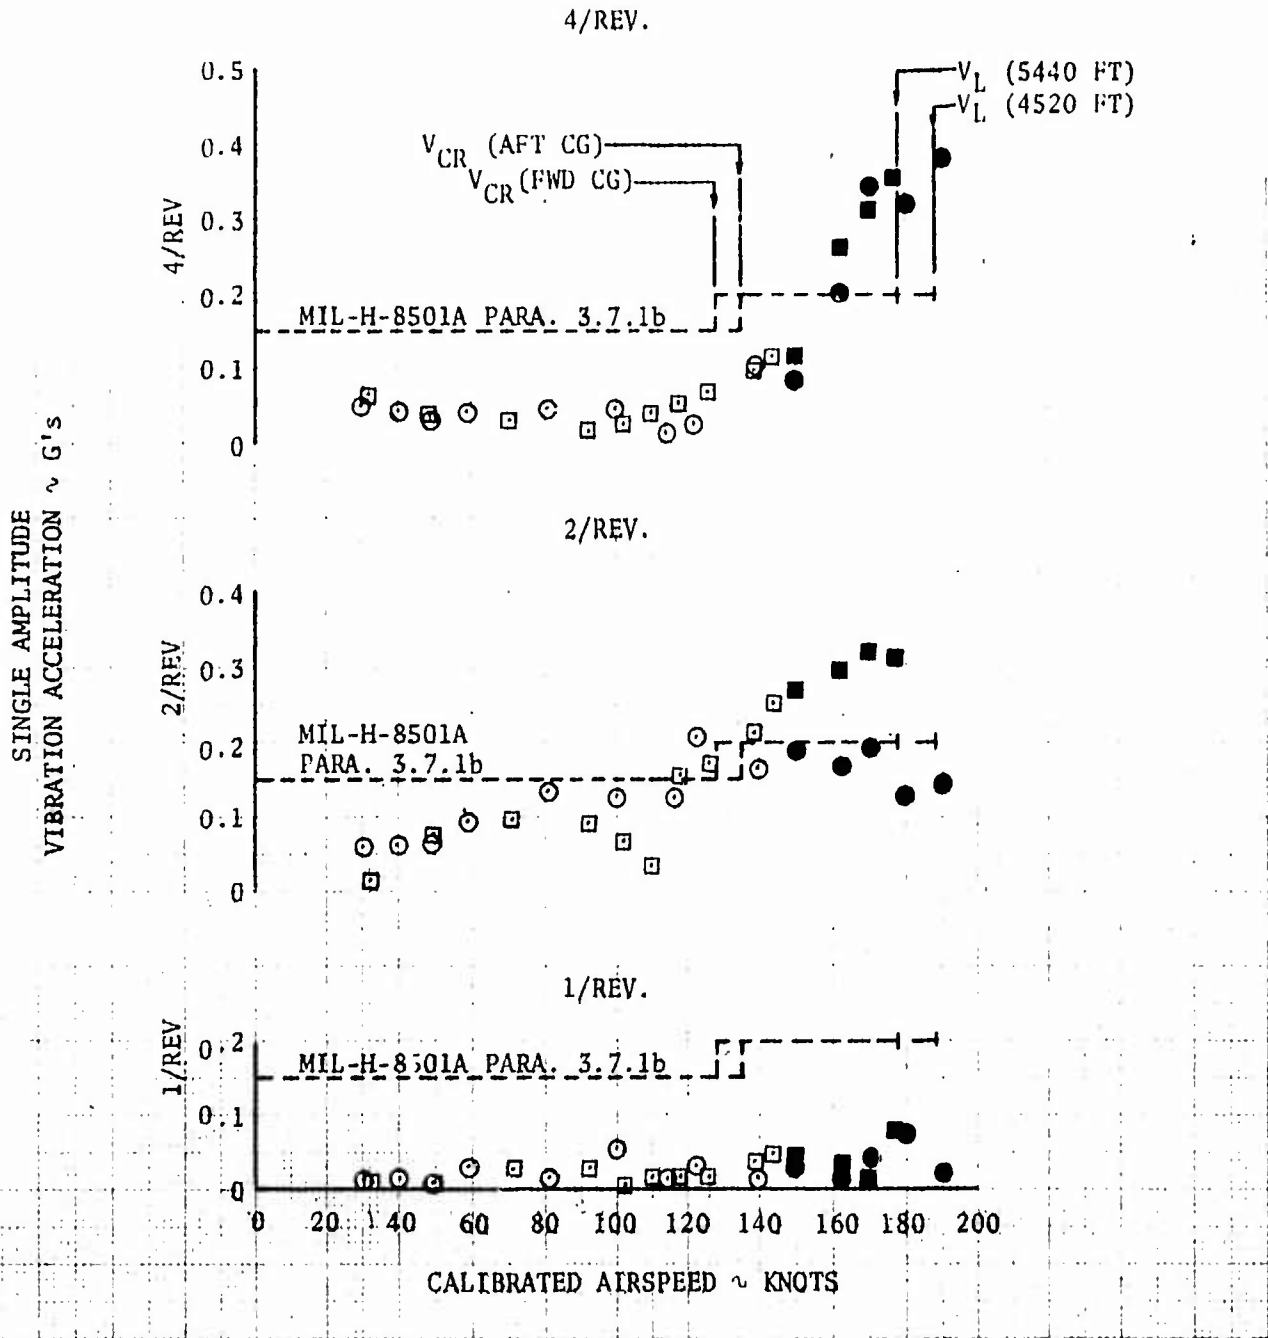 4/REV.
0.5
V_L (5440 FT)
V_L (4520 FT)
0.4
V_CR (AFT CG)
V_CR (FWD CG)
0.3
4/REV
0.2
MIL-H-8501A PARA. 3.7.1b
0.1
0
SINGLE AMPLITUDE
VIBRATION ACCELERATION ~ G's
2/REV.
0.4
0.3
2/REV
0.2
MIL-H-8501A
PARA. 3.7.1b
0.1
0
1/REV.
1/REV
0.2
MIL-H-8501A PARA. 3.7.1b
0.1
0
0 20 40 60 80 100 120 140 160 180 200
CALIBRATED AIRSPEED ~ KNOTS